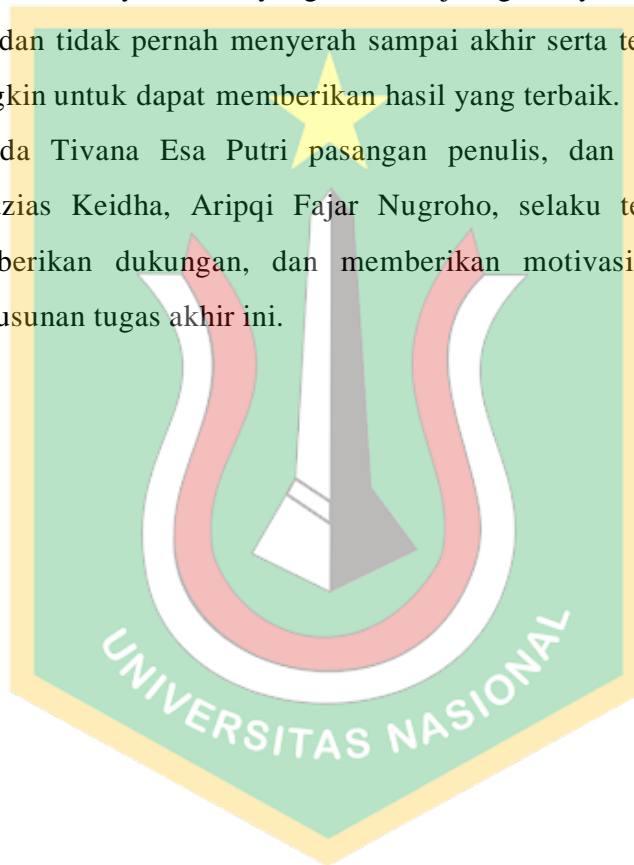 dan tidak pernah menyerah sampai akhir serta te
gkin untuk dapat memberikan hasil yang terbaik.
da Tivana Esa Putri pasangan penulis, dan
zias Keidha, Aripqi Fajar Nugroho, selaku te
berikan dukungan, dan memberikan motivasi
usunan tugas akhir ini.
UNIVERSITAS NASIONAL